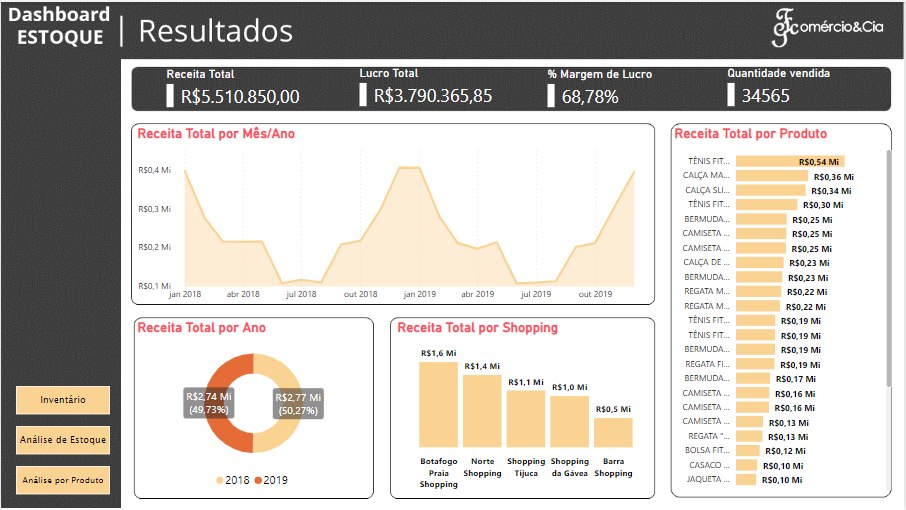 Dashboard
ESTOQUE
Resultados
Comércio&Cia
Receita Total
R$5.510.850,00
Lucro Total
R$3.790.365,85
% Margem de Lucro
68,78%
Quantidade vendida
34565
Receita Total por Mês/Ano
R$0,4 Mi
R$0,3 Mi
R$0,2 Mi
R$0,1 Mi
jan 2018 abr 2018 jul 2018 out 2018 jan 2019 abr 2019 jul 2019 out 2019
Receita Total por Produto
TÊNIS FIT... R$0,54 Mi
CALÇA MA... R$0,36 Mi
CALÇA SLI... R$0,34 Mi
TÊNIS FIT... R$0,30 Mi
BERMUDA... R$0,25 Mi
CAMISETA ... R$0,25 Mi
CAMISETA ... R$0,25 Mi
CALÇA DE ... R$0,23 Mi
BERMUDA... R$0,23 Mi
REGATA M... R$0,22 Mi
REGATA M... R$0,22 Mi
TÊNIS FIT... R$0,19 Mi
TÊNIS FIT... R$0,19 Mi
BERMUDA... R$0,19 Mi
REGATA FI... R$0,19 Mi
BERMUDA... R$0,17 Mi
CAMISETA ... R$0,16 Mi
CAMISETA ... R$0,16 Mi
CAMISETA ... R$0,13 Mi
REGATA "... R$0,13 Mi
BOLSA FIT... R$0,12 Mi
CASACO ... R$0,10 Mi
JAQUETA ... R$0,10 Mi
Receita Total por Ano
R$2,74 Mi
(49,73%)
R$2,77 Mi
(50,27%)
2018 2019
Receita Total por Shopping
R$1,6 Mi
R$1,4 Mi
R$1,1 Mi
R$1,0 Mi
R$0,5 Mi
Botafogo
Praia
Shopping
Norte
Shopping
Shopping
Tijuca
Shopping
da Gávea
Barra
Shopping
Inventário
Análise de Estoque
Análise por Produto